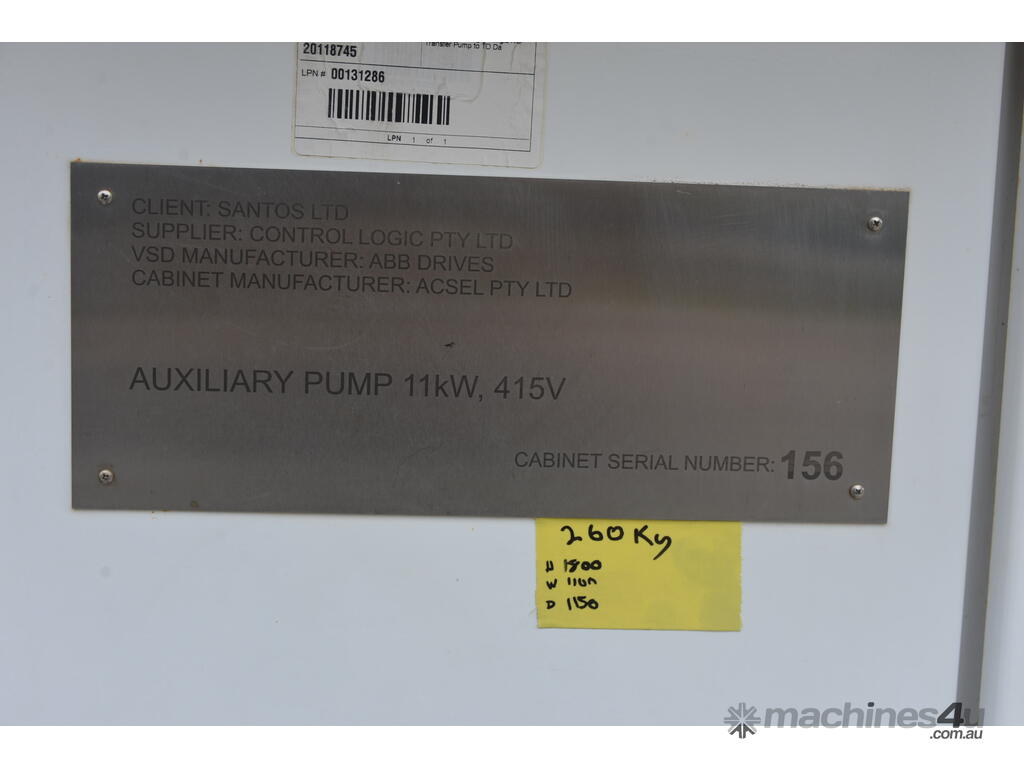 20118745
Transfer Pump to TD Da
LPN # 00131286
LPN 1 of 1
CLIENT: SANTOS LTD
SUPPLIER: CONTROL LOGIC PTY LTD
VSD MANUFACTURER: ABB DRIVES
CABINET MANUFACTURER: ACSEL PTY LTD
AUXILIARY PUMP 11kW, 415V
CABINET SERIAL NUMBER: 156
260 Kg
H 1800
W 1100
D 1150
machines4u
.com.au